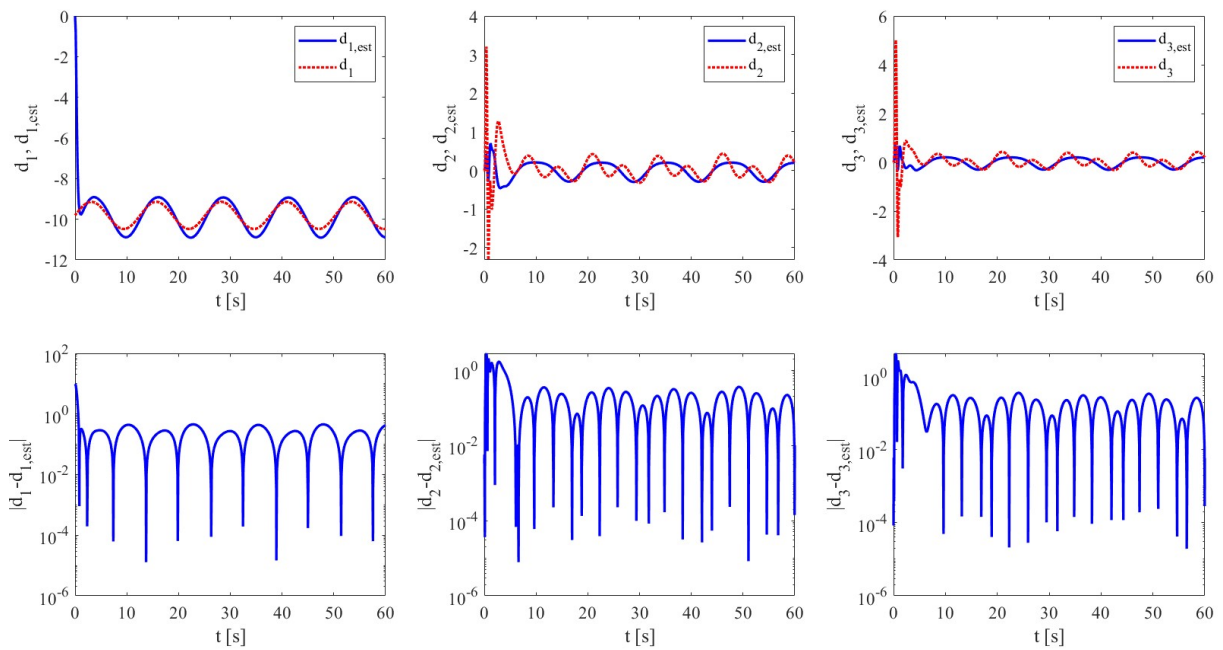 0
-2
-4
-6
-8
-10
-12
d1, d1,est
d1,est
d1
0 10 20 30 40 50 60
t [s]
4
3
2
1
0
-1
-2
d2, d2,est
d2,est
d2
0 10 20 30 40 50 60
t [s]
6
4
2
0
-2
-4
d3, d3,est
d3,est
d3
0 10 20 30 40 50 60
t [s]
10^2
10^0
10^-2
10^-4
10^-6
|d1-d1,est|
0 10 20 30 40 50 60
t [s]
10^0
10^-2
10^-4
10^-6
|d2-d2,est|
0 10 20 30 40 50 60
t [s]
10^0
10^-2
10^-4
10^-6
|d3-d3,est|
0 10 20 30 40 50 60
t [s]